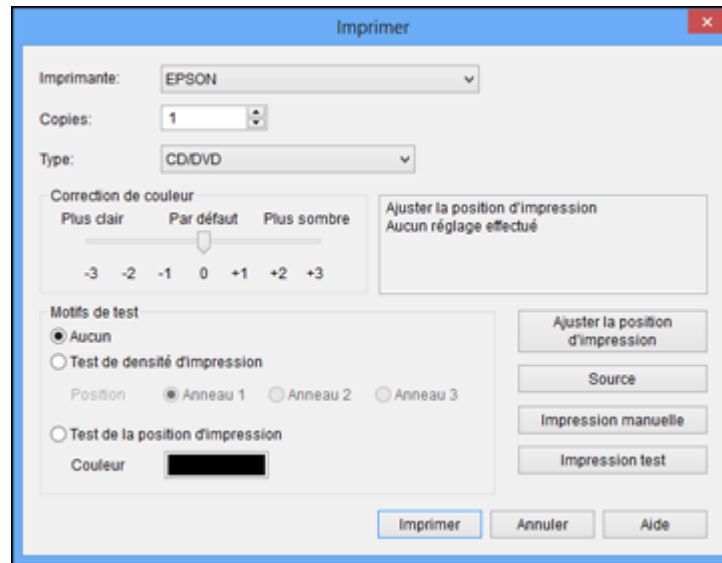 Imprimer
Imprimante: EPSON
Copies: 1
Type: CD/DVD
Correction de couleur
Plus clair Par défaut Plus sombre
-3 -2 -1 0 +1 +2 +3
Ajuster la position d'impression
Aucun réglage effectué
Motifs de test
Aucun
Test de densité d'impression
Position Anneau 1 Anneau 2 Anneau 3
Test de la position d'impression
Couleur
Ajuster la position
d'impression
Source
Impression manuelle
Impression test
Imprimer Annuler Aide